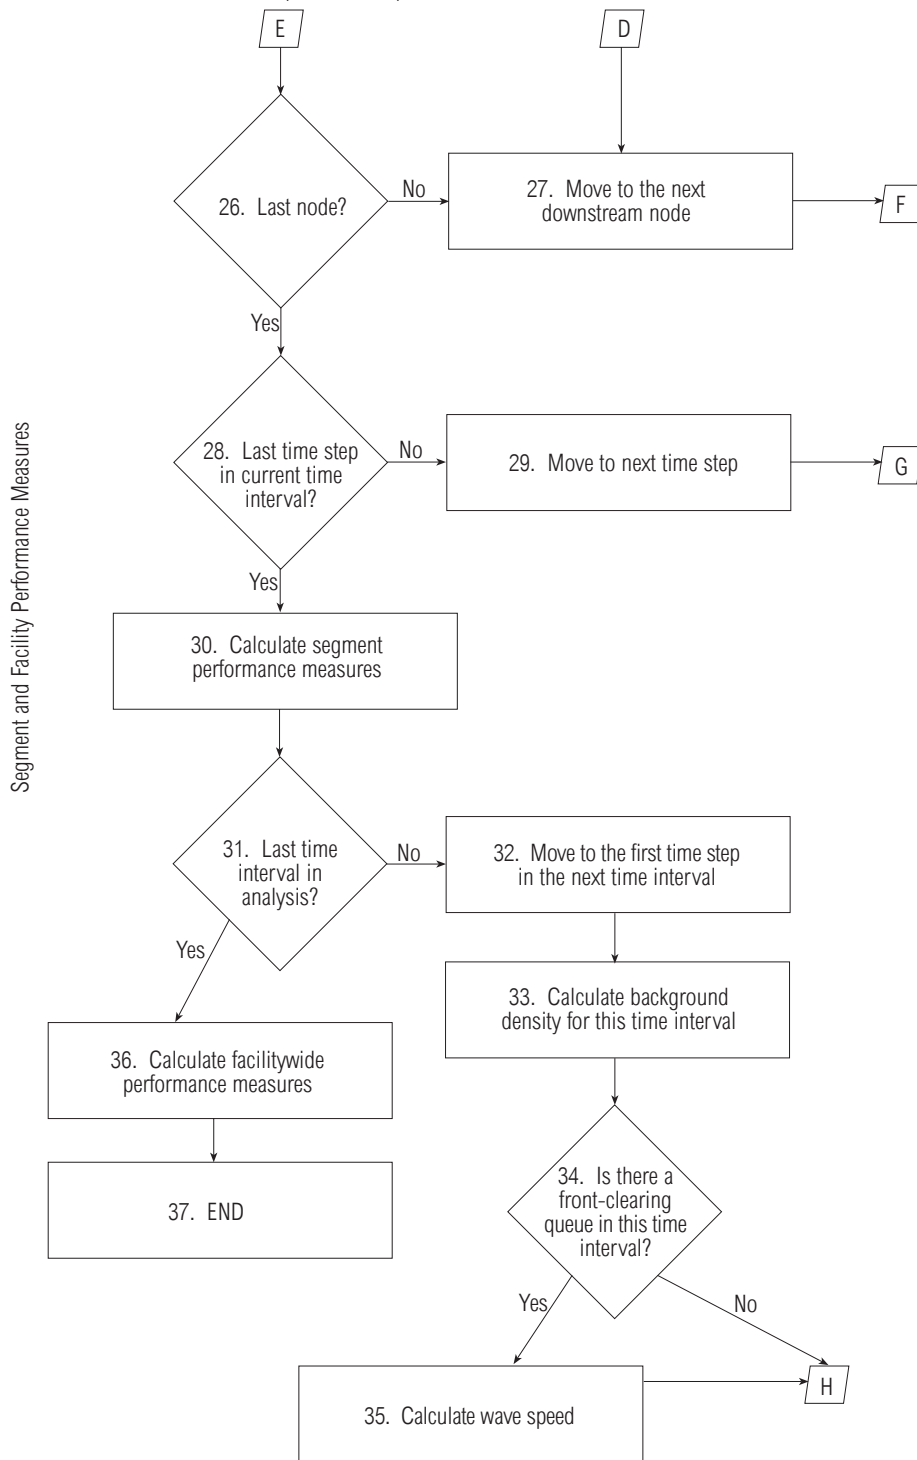 E
D
26. Last node?
No
27. Move to the next
downstream node
F
Yes
28. Last time step
in current time
interval?
No
29. Move to next time step
G
Yes
30. Calculate segment
performance measures
Segment and Facility Performance Measures
31. Last time
interval in
analysis?
No
32. Move to the first time step
in the next time interval
Yes
33. Calculate background
density for this time interval
36. Calculate facilitywide
performance measures
34. Is there a
front-clearing
queue in this time
interval?
37. END
Yes
No
H
35. Calculate wave speed